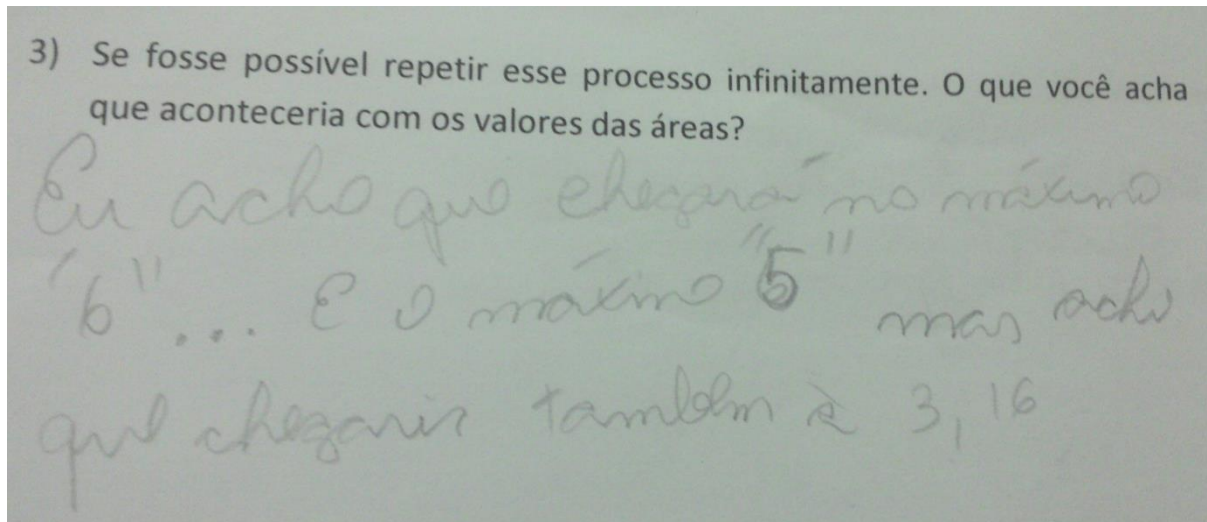 3) Se fosse possível repetir esse processo infinitamente. O que você acha
que aconteceria com os valores das áreas?
Eu acho que chegará no máximo
"6"... e o máximo "5" mas acho
que chegaria também à 3,16